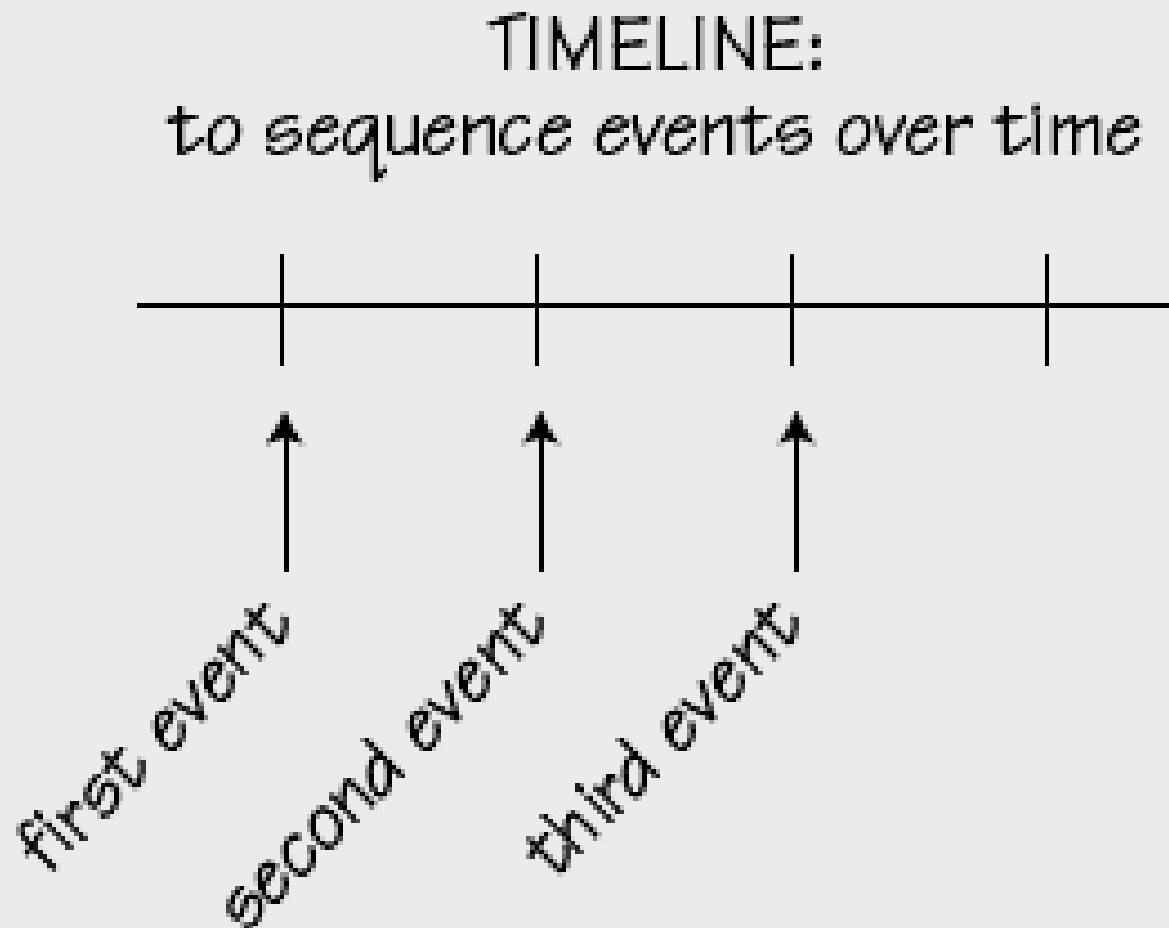 TIMELINE:
to sequence events over time
first event
second event
third event